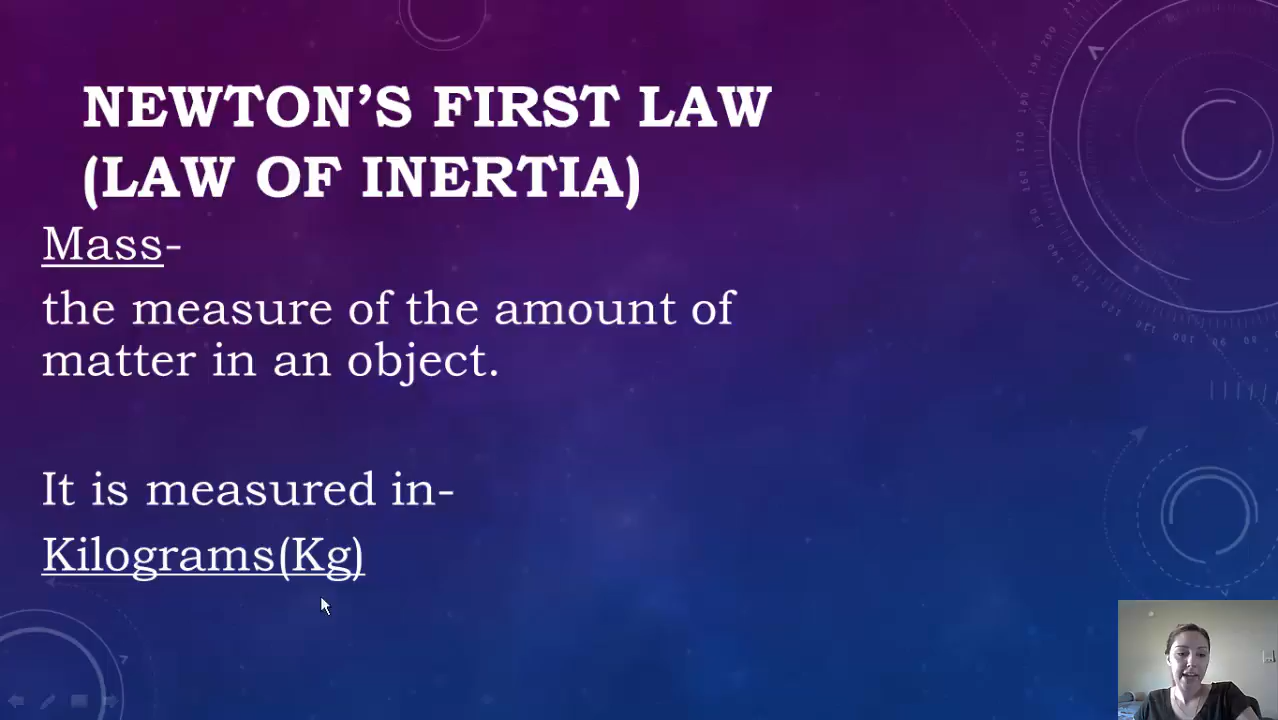 NEWTON'S FIRST LAW
(LAW OF INERTIA)
Mass-
the measure of the amount of
matter in an object.
It is measured in-
Kilograms(Kg)